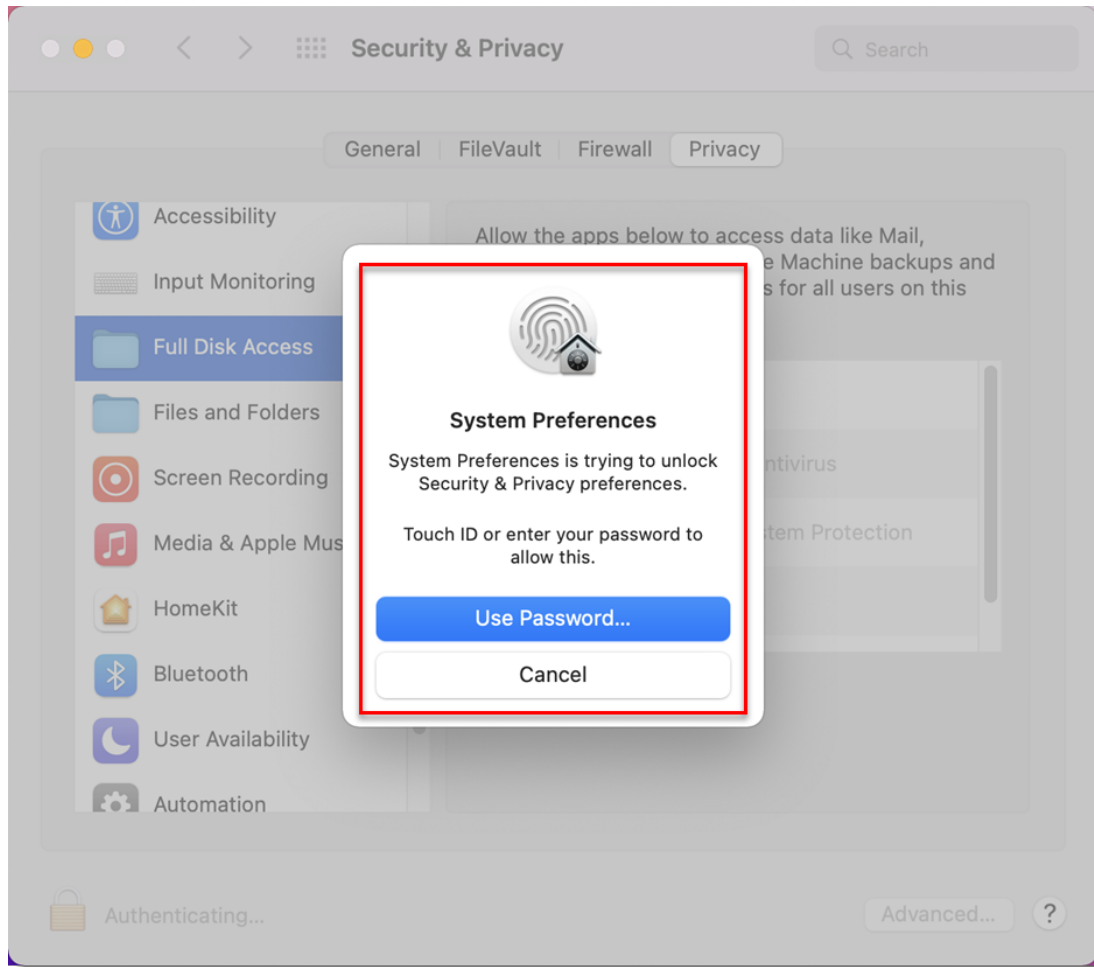 Security & Privacy
Search
General
FileVault
Firewall
Privacy
Accessibility
Input Monitoring
Full Disk Access
Files and Folders
Screen Recording
Media & Apple Mus
HomeKit
Bluetooth
User Availability
Automation
Allow the apps below to access data like Mail,
e Machine backups and
s for all users on this
ntivirus
tem Protection
System Preferences
System Preferences is trying to unlock
Security & Privacy preferences.
Touch ID or enter your password to
allow this.
Use Password...
Cancel
Authenticating...
Advanced...
?